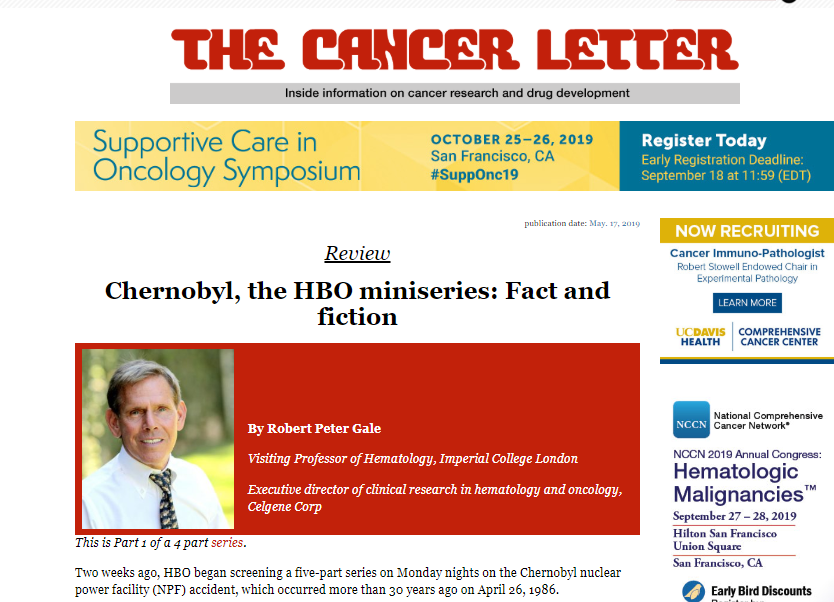 THE CANCER LETTER
Inside information on cancer research and drug development
Supportive Care in
Oncology Symposium
OCTOBER 25–26, 2019
San Francisco, CA
#SuppOnc19
Register Today
Early Registration Deadline:
September 18 at 11:59 (EDT)
publication date: May. 17, 2019
Review
Chernobyl, the HBO miniseries: Fact and
fiction
By Robert Peter Gale
Visiting Professor of Hematology, Imperial College London
Executive director of clinical research in hematology and oncology,
Celgene Corp
This is Part 1 of a 4 part series.
Two weeks ago, HBO began screening a five-part series on Monday nights on the Chernobyl nuclear
power facility (NPF) accident, which occurred more than 30 years ago on April 26, 1986.
NOW RECRUITING
Cancer Immuno-Pathologist
Robert Stowell Endowed Chair in
Experimental Pathology
LEARN MORE
UCDAVIS
HEALTH
COMPREHENSIVE
CANCER CENTER
NCCN
National Comprehensive
Cancer Network®
NCCN 2019 Annual Congress:
Hematologic
Malignancies™
September 27 – 28, 2019
Hilton San Francisco
Union Square
San Francisco, CA
Early Bird Discounts